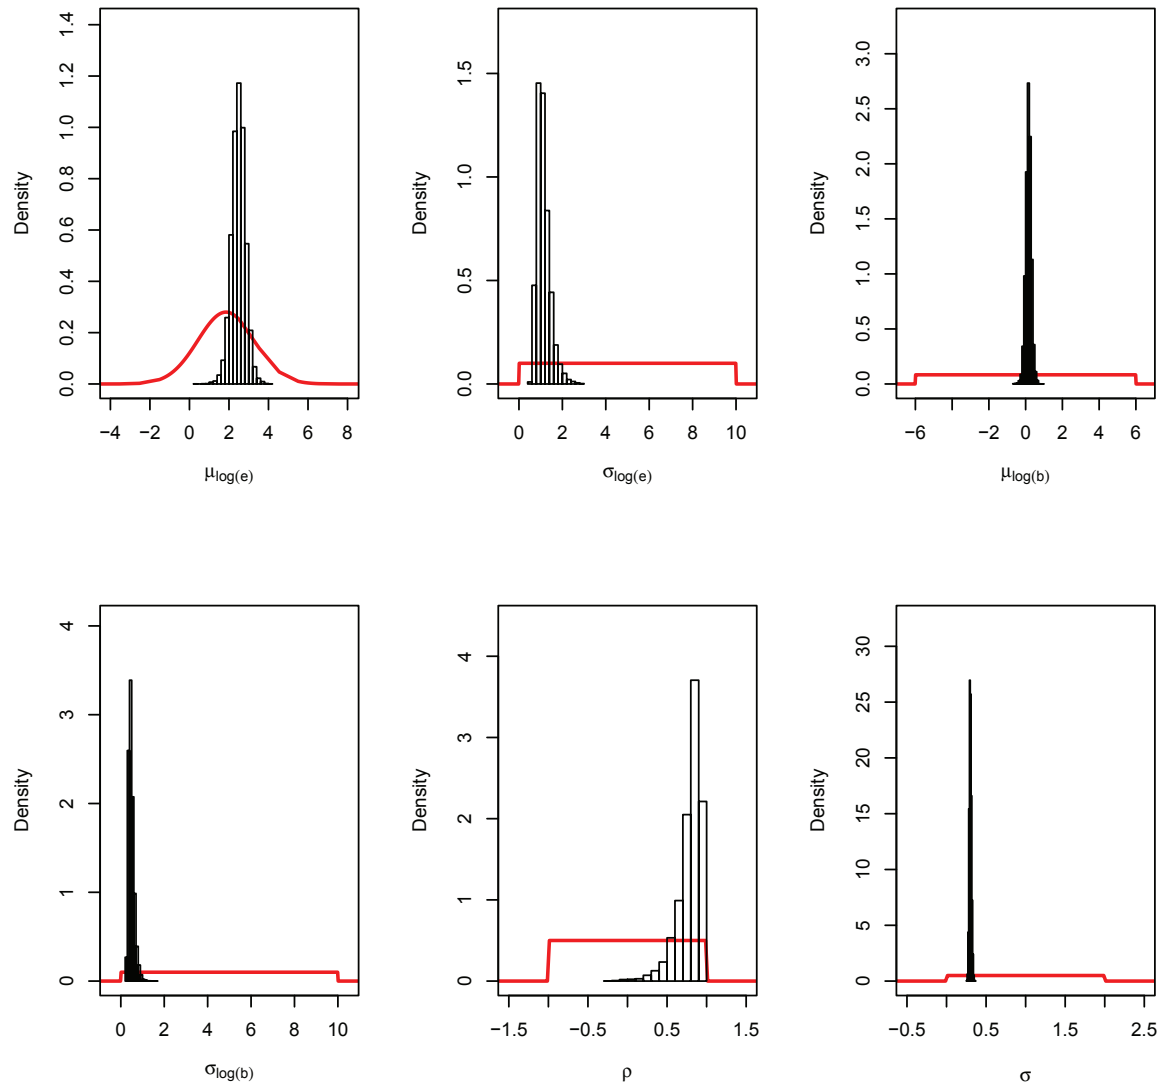 Density
0.0 0.2 0.4 0.6 0.8 1.0 1.2 1.4
−4 −2 0 2 4 6 8
μlog(e)
Density
0.0 0.5 1.0 1.5
0 2 4 6 8 10
σlog(e)
Density
0.0 0.5 1.0 1.5 2.0 2.5 3.0
−6 −2 0 2 4 6
μlog(b)
Density
0 1 2 3 4
0 2 4 6 8 10
σlog(b)
Density
0 1 2 3 4
−1.5 −0.5 0.5 1.5
ρ
Density
0 5 10 15 20 25 30
−0.5 0.5 1.5 2.5
σ